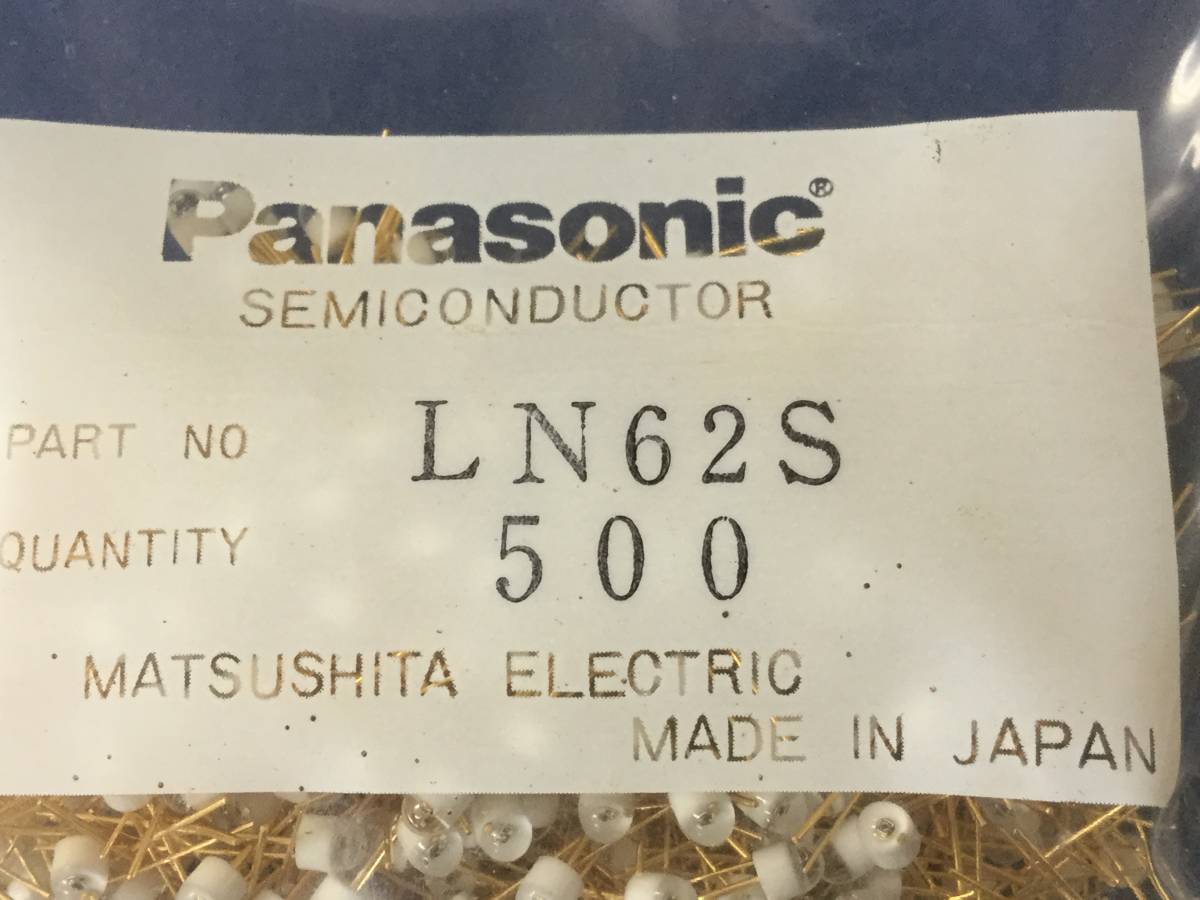 Panasonic®
SEMICONDUCTOR
PART NO LN62S
QUANTITY 500
MATSUSHITA ELECTRIC
MADE IN JAPAN